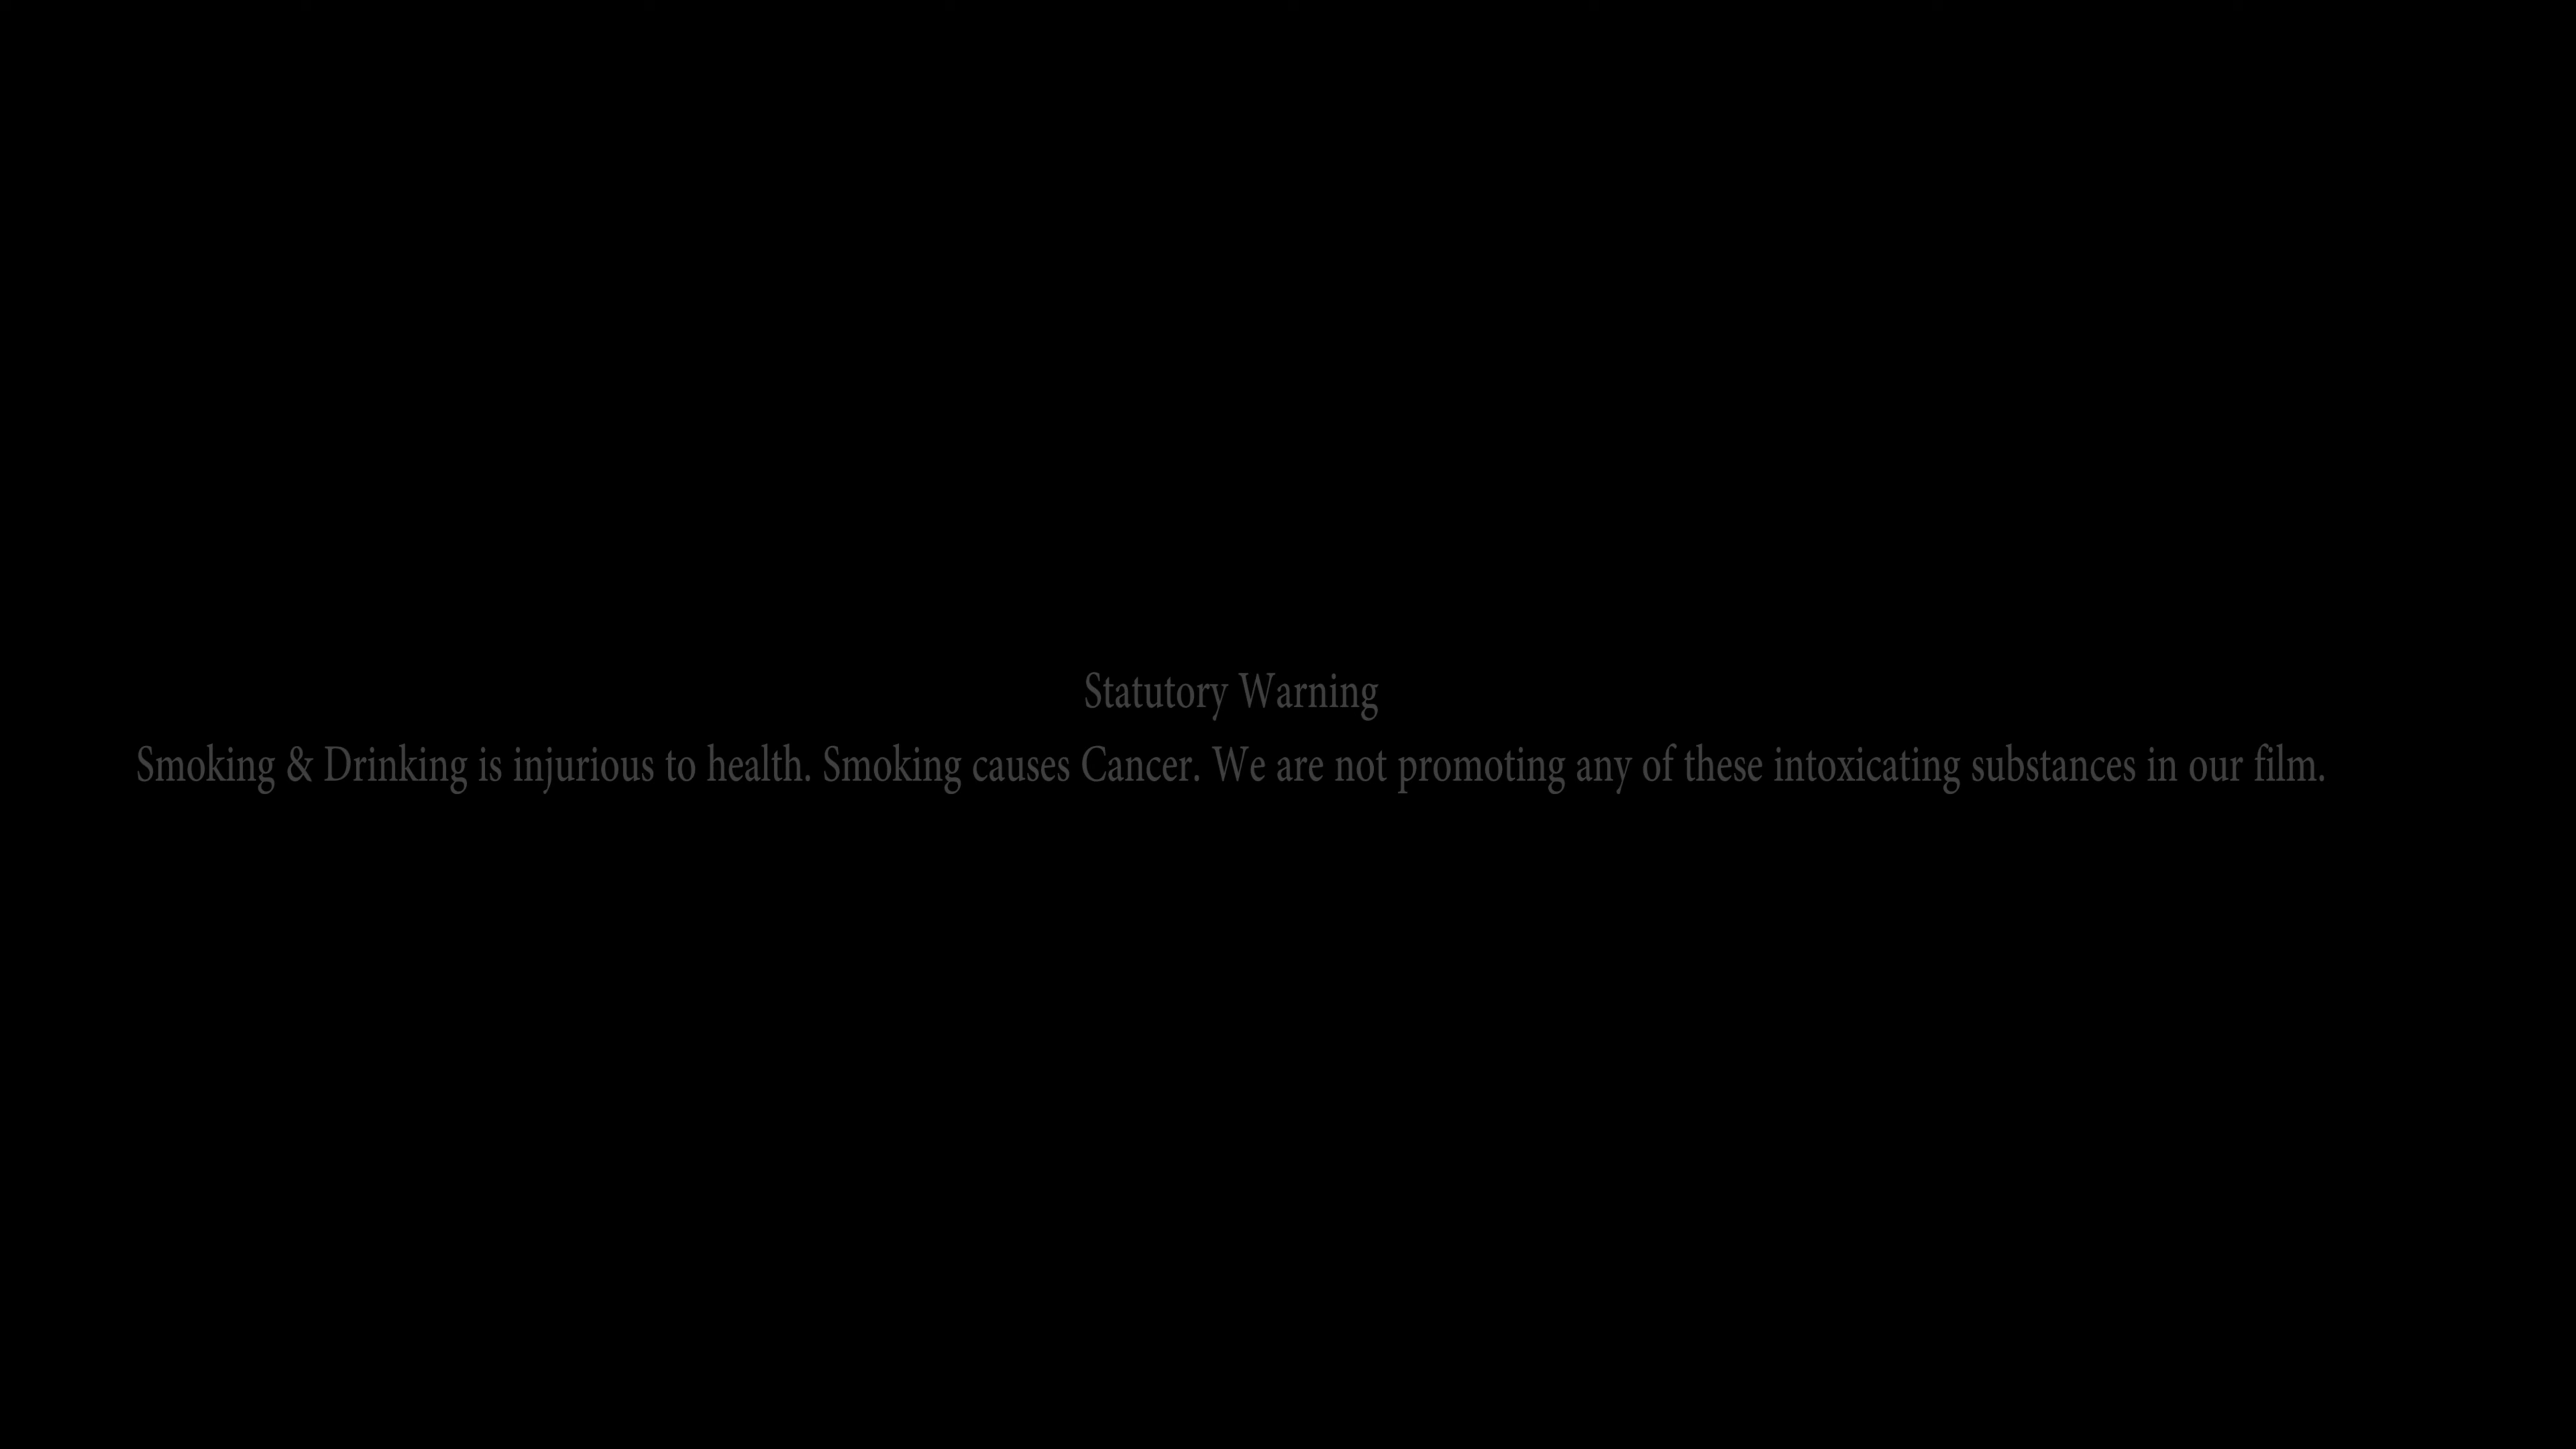 Statutory Warning
Smoking & Drinking is injurious to health. Smoking causes Cancer. We are not promoting any of these intoxicating substances in our film.